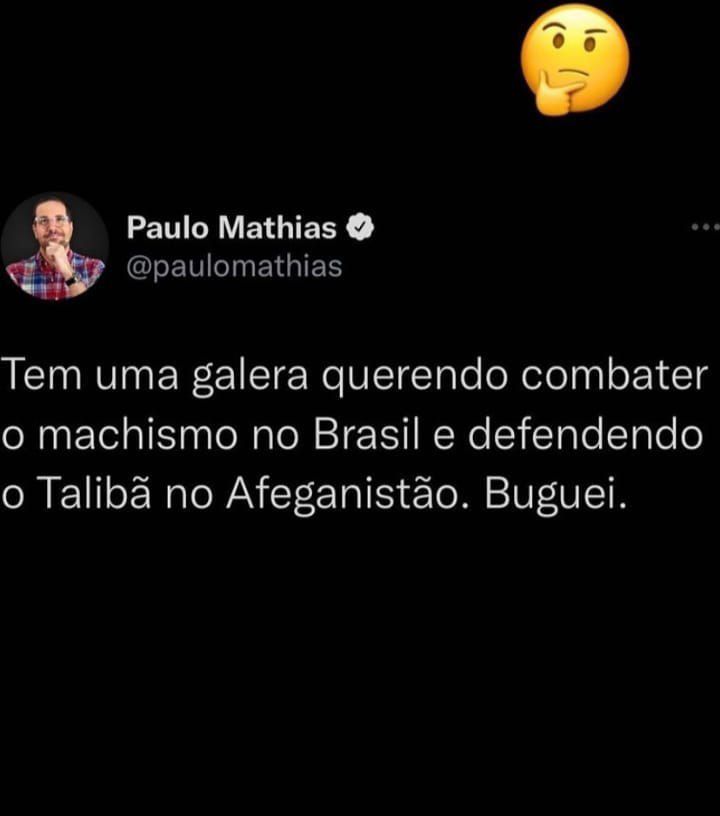 Paulo Mathias
@paulomathias
Tem uma galera querendo combater
o machismo no Brasil e defendendo
o Talibã no Afeganistão. Buguei.